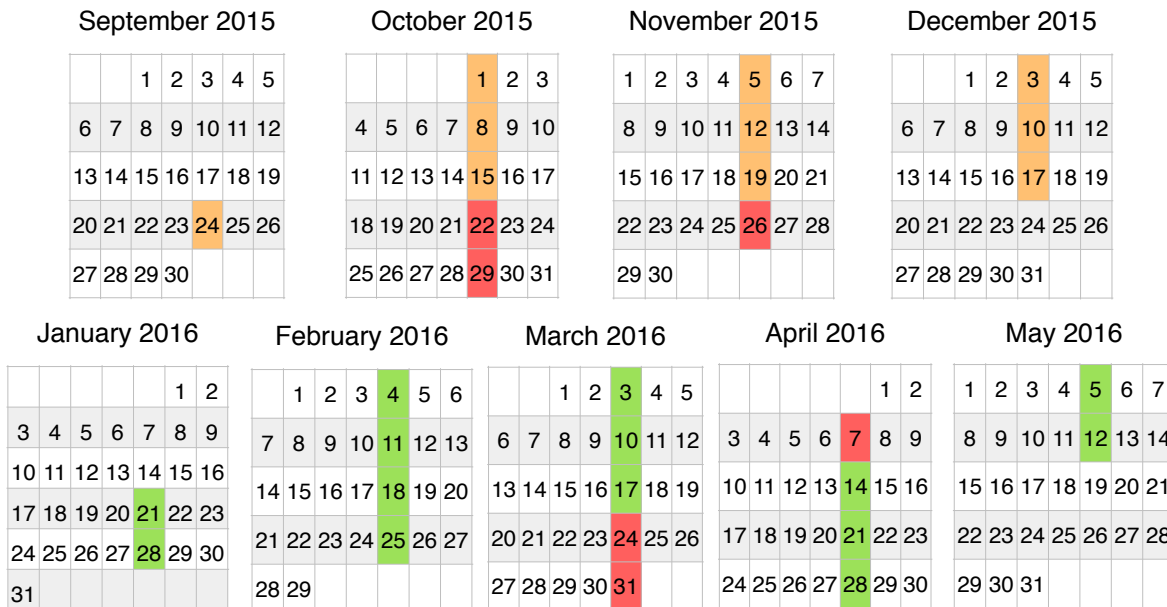 September 2015
1 2 3 4 5
6 7 8 9 10 11 12
13 14 15 16 17 18 19
20 21 22 23 24 25 26
27 28 29 30
October 2015
1 2 3
4 5 6 7 8 9 10
11 12 13 14 15 16 17
18 19 20 21 22 23 24
25 26 27 28 29 30 31
November 2015
1 2 3 4 5 6 7
8 9 10 11 12 13 14
15 16 17 18 19 20 21
22 23 24 25 26 27 28
29 30
December 2015
1 2 3 4 5
6 7 8 9 10 11 12
13 14 15 16 17 18 19
20 21 22 23 24 25 26
27 28 29 30 31
January 2016
1 2
3 4 5 6 7 8 9
10 11 12 13 14 15 16
17 18 19 20 21 22 23
24 25 26 27 28 29 30
31
February 2016
1 2 3 4 5 6
7 8 9 10 11 12 13
14 15 16 17 18 19 20
21 22 23 24 25 26 27
28 29
March 2016
1 2 3 4 5
6 7 8 9 10 11 12
13 14 15 16 17 18 19
20 21 22 23 24 25 26
27 28 29 30 31
April 2016
1 2
3 4 5 6 7 8 9
10 11 12 13 14 15 16
17 18 19 20 21 22 23
24 25 26 27 28 29 30
May 2016
1 2 3 4 5 6 7
8 9 10 11 12 13 14
15 16 17 18 19 20 21
22 23 24 25 26 27 28
29 30 31